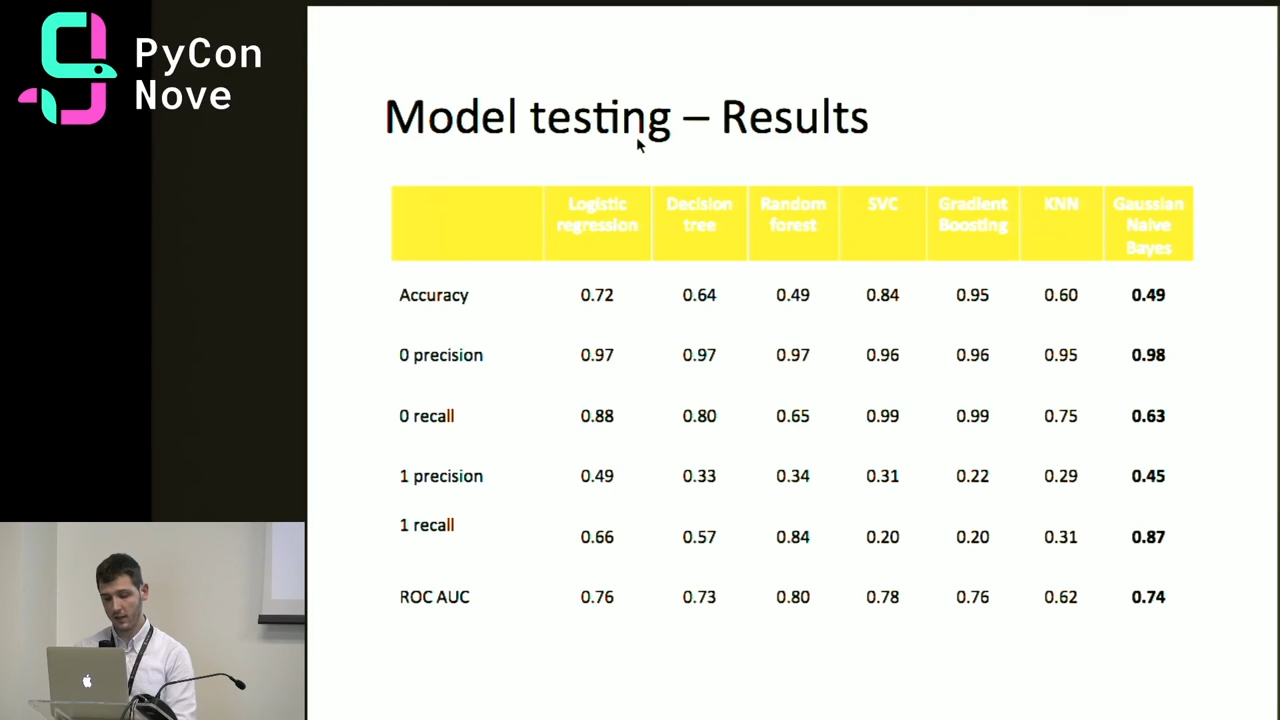 PyCon
Nove
Model testing – Results
Logistic regression Decision tree Random forest SVC Gradient Boosting KNN Gaussian Naive Bayes
Accuracy 0.72 0.64 0.49 0.84 0.95 0.60 0.49
0 precision 0.97 0.97 0.97 0.96 0.96 0.95 0.98
0 recall 0.88 0.80 0.65 0.99 0.99 0.75 0.63
1 precision 0.49 0.33 0.34 0.31 0.22 0.29 0.45
1 recall 0.66 0.57 0.84 0.20 0.20 0.31 0.87
ROC AUC 0.76 0.73 0.80 0.78 0.76 0.62 0.74